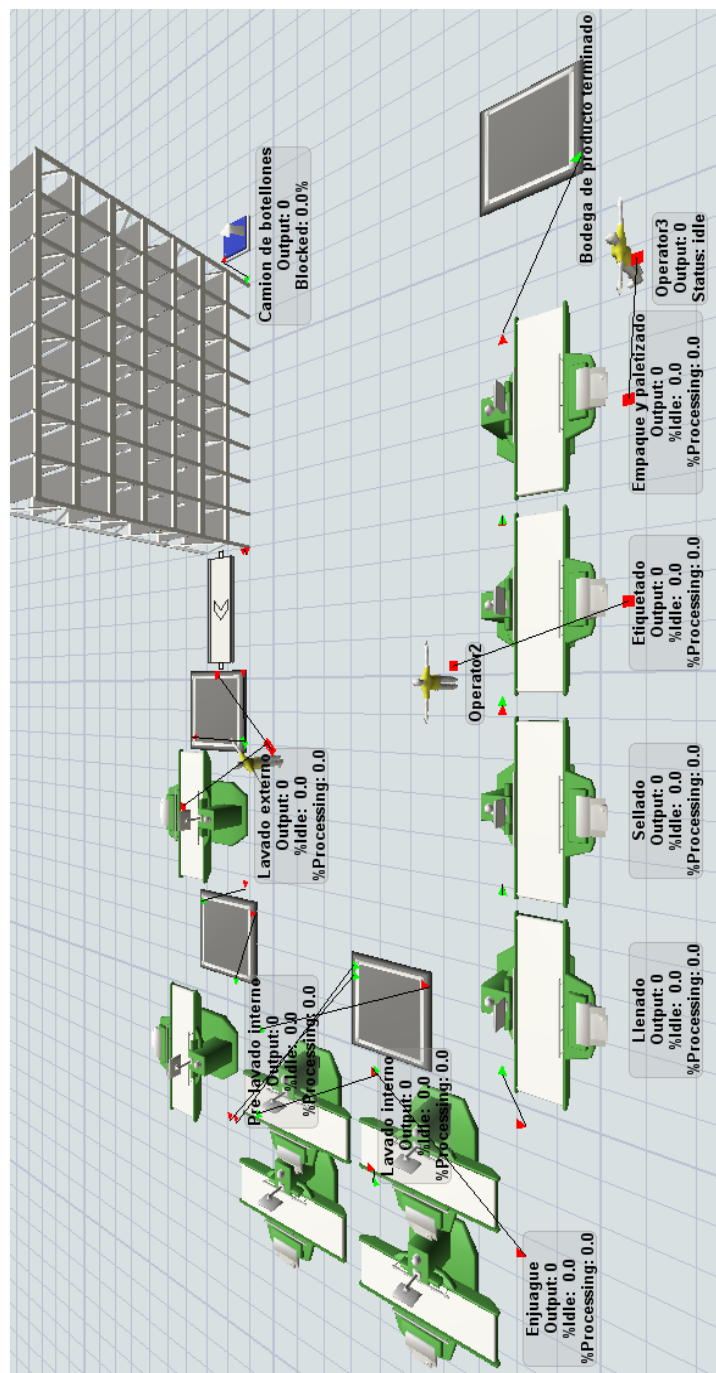 Camion de botellones
Output: 0
Blocked: 0.0%
Bodega de producto terminado
Operator3
Output: 0
Status: idle
Empaque y paletizado
Output: 0
%Idle: 0.0
%Processing: 0.0
Etiquetado
Output: 0
%Idle: 0.0
%Processing: 0.0
Operator2
Lavado externo
Output: 0
%Idle: 0.0
%Processing: 0.0
Sellado
Output: 0
%Idle: 0.0
%Processing: 0.0
Llenado
Output: 0
%Idle: 0.0
%Processing: 0.0
Pre lavado interno
Output: 0
%Idle: 0.0
%Processing: 0.0
Lavado interno
Output: 0
%Idle: 0.0
%Processing: 0.0
Enjuague
Output: 0
%Idle: 0.0
%Processing: 0.0